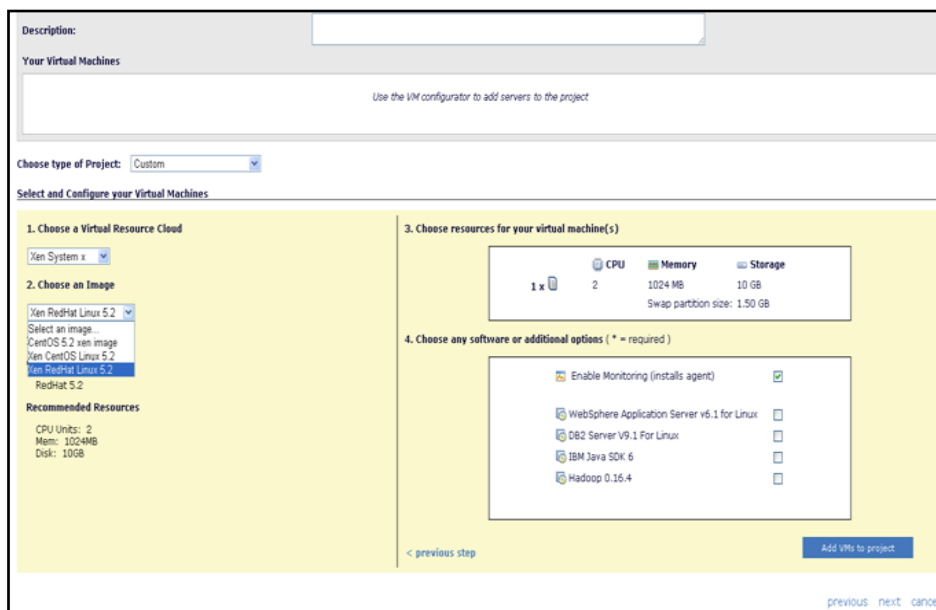 Description:
Your Virtual Machines
Use the VM configurator to add servers to the project
Choose type of Project: Custom
Select and Configure your Virtual Machines
1. Choose a Virtual Resource Cloud
Xen System x
2. Choose an Image
Xen RedHat Linux 5.2
Select an image...
CentOS 5.2 xen image
Xen CentOS Linux 5.2
Xen RedHat Linux 5.2
RedHat 5.2
Recommended Resources
CPU Units: 2
Mem: 1024MB
Disk: 10GB
3. Choose resources for your virtual machine(s)
CPU Memory Storage
1 x 2 1024 MB 10 GB
Swap partition size: 1.50 GB
4. Choose any software or additional options ( * = required )
Enable Monitoring (installs agent)
WebSphere Application Server v6.1 for Linux
DB2 Server V9.1 For Linux
IBM Java SDK 6
Hadoop 0.16.4
< previous step
Add VMs to project
previous next cance